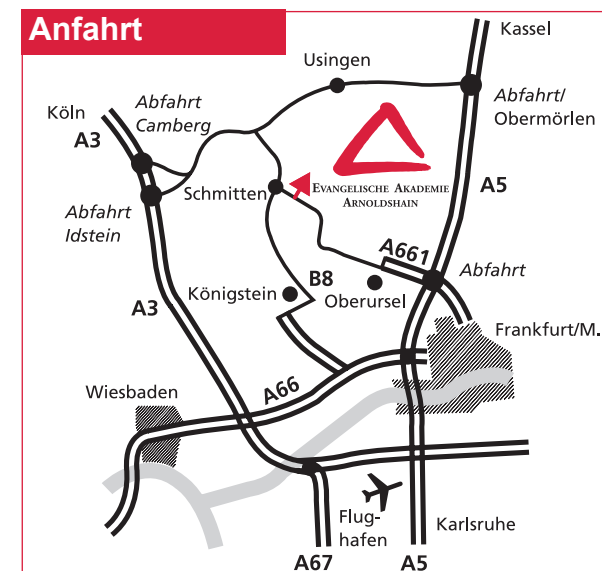 Anfahrt
Kassel
Usingen
Abfahrt
Camberg
Köln
A3
Abfahrt/
Obermörlen
EVANGELISCHE AKADEMIE
ARNOLDSHAIN
A5
Schmitten
Abfahrt
Idstein
A661
Abfahrt
B8
Königstein
Oberursel
A3
Frankfurt/M.
A66
Wiesbaden
Flug-
hafen
Karlsruhe
A67
A5